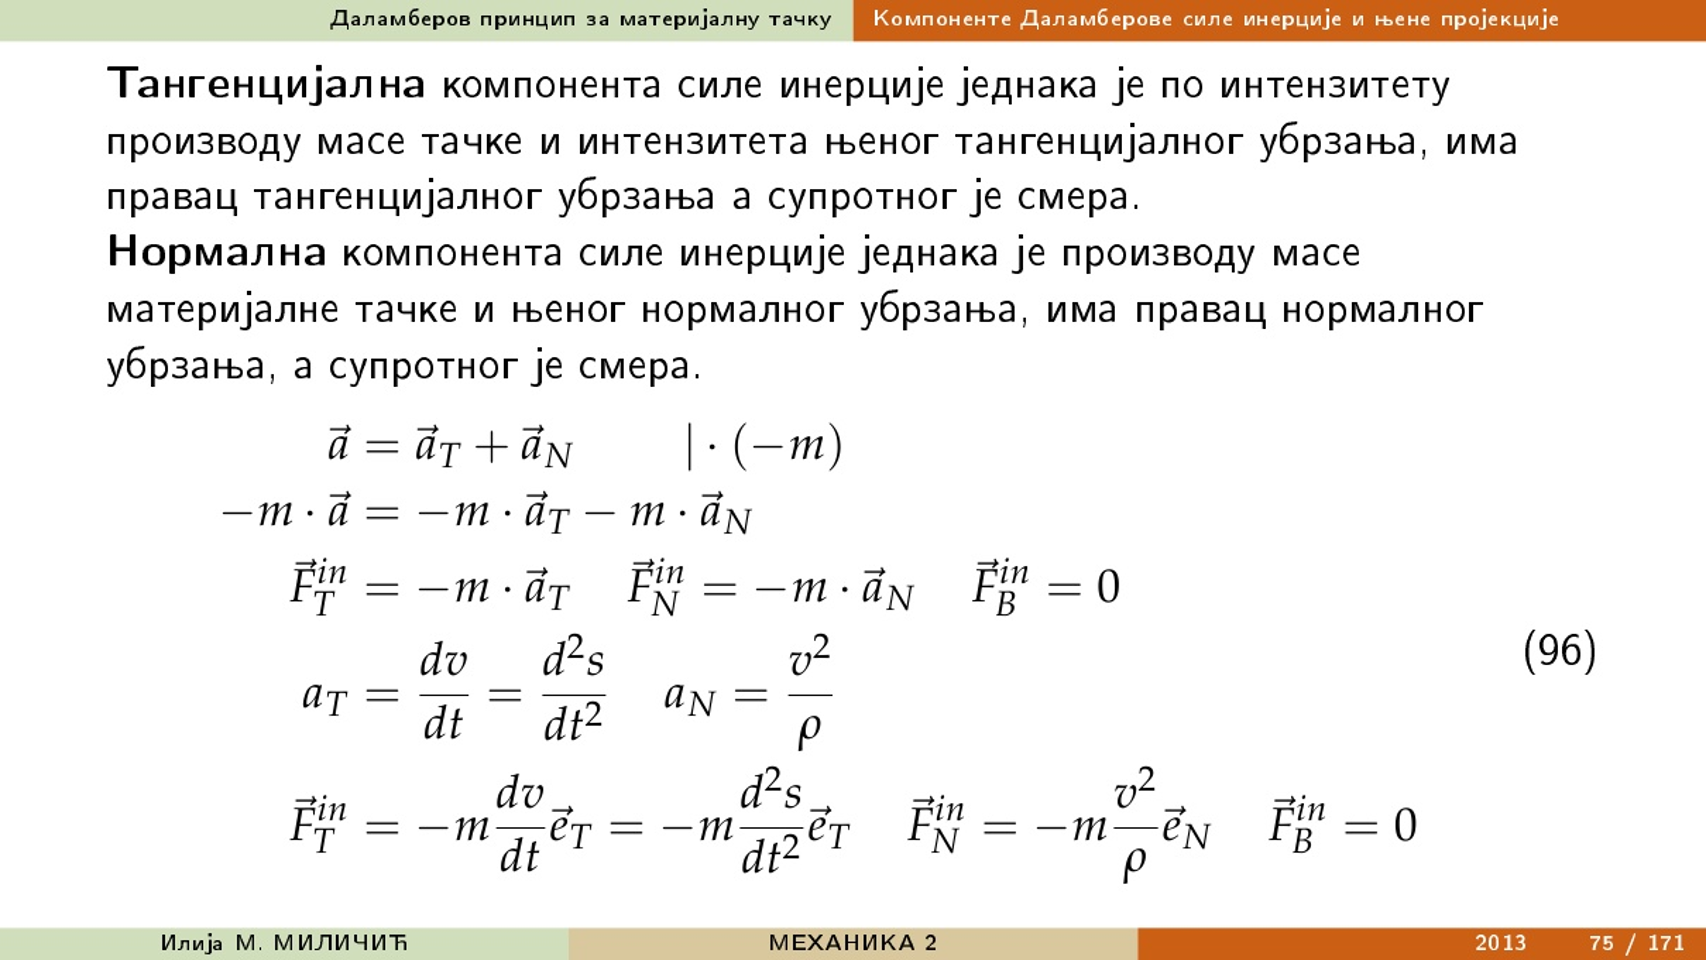 Даламберов принцип за материјалну тачку Компоненте Даламберове силе инерције и њене пројекције
Тангенцијална компонента силе инерције једнака је по интензитету
производу масе тачке и интензитета њеног тангенцијалног убрзања, има
правац тангенцијалног убрзања а супротног је смера.
Нормална компонента силе инерције једнака је производу масе
материјалне тачке и њеног нормалног убрзања, има правац нормалног
убрзања, а супротног је смера.
$\vec{a} = \vec{a}_T + \vec{a}_N \qquad | \cdot (-m)$
$-m \cdot \vec{a} = -m \cdot \vec{a}_T - m \cdot \vec{a}_N$
$\vec{F}_T^{in} = -m \cdot \vec{a}_T \quad \vec{F}_N^{in} = -m \cdot \vec{a}_N \quad \vec{F}_B^{in} = 0$
$a_T = \frac{dv}{dt} = \frac{d^2s}{dt^2} \quad a_N = \frac{v^2}{\rho}$
(96)
$\vec{F}_T^{in} = -m\frac{dv}{dt}\vec{e}_T = -m\frac{d^2s}{dt^2}\vec{e}_T \quad \vec{F}_N^{in} = -m\frac{v^2}{\rho}\vec{e}_N \quad \vec{F}_B^{in} = 0$
Илија М. МИЛИЧИЋ МЕХАНИКА 2 2013 75 / 171